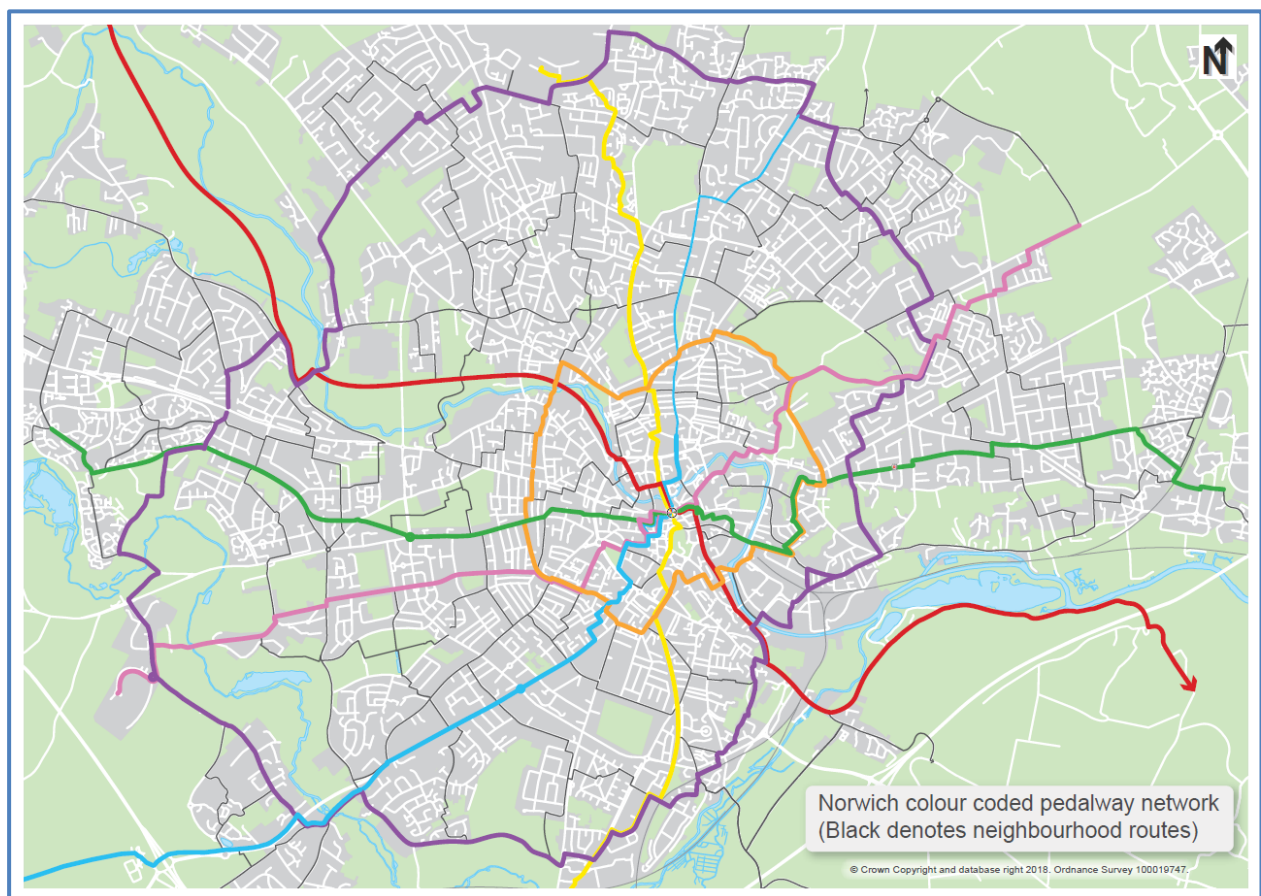 N
Norwich colour coded pedalway network
(Black denotes neighbourhood routes)
© Crown Copyright and database right 2018. Ordnance Survey 100019747.